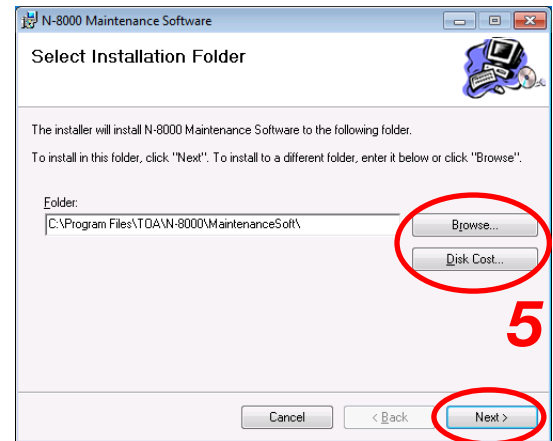 N-8000 Maintenance Software
Select Installation Folder
The installer will install N-8000 Maintenance Software to the following folder.
To install in this folder, click "Next". To install to a different folder, enter it below or click "Browse".
Folder:
C:\Program Files\TOA\N-8000\MaintenanceSoft\
Browse...
Disk Cost...
5
Cancel
< Back
Next >